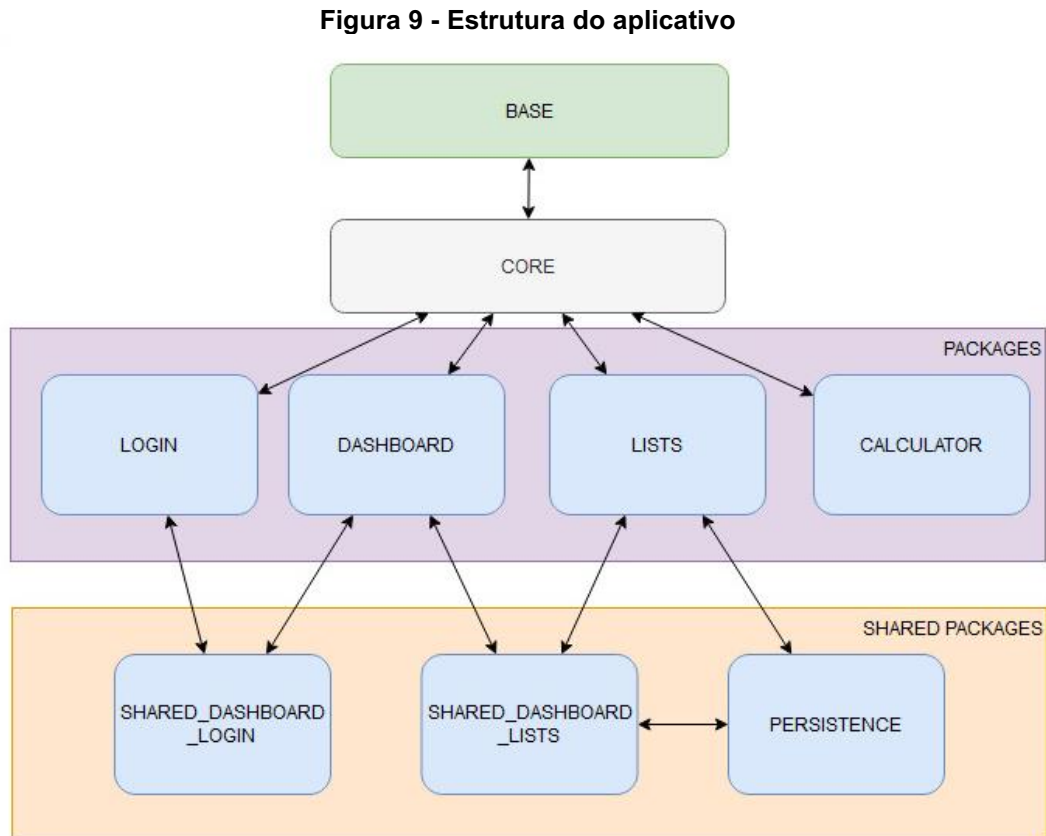 Figura 9 - Estrutura do aplicativo
BASE
CORE
PACKAGES
LOGIN
DASHBOARD
LISTS
CALCULATOR
SHARED PACKAGES
SHARED_DASHBOARD
_LOGIN
SHARED_DASHBOARD
_LISTS
PERSISTENCE